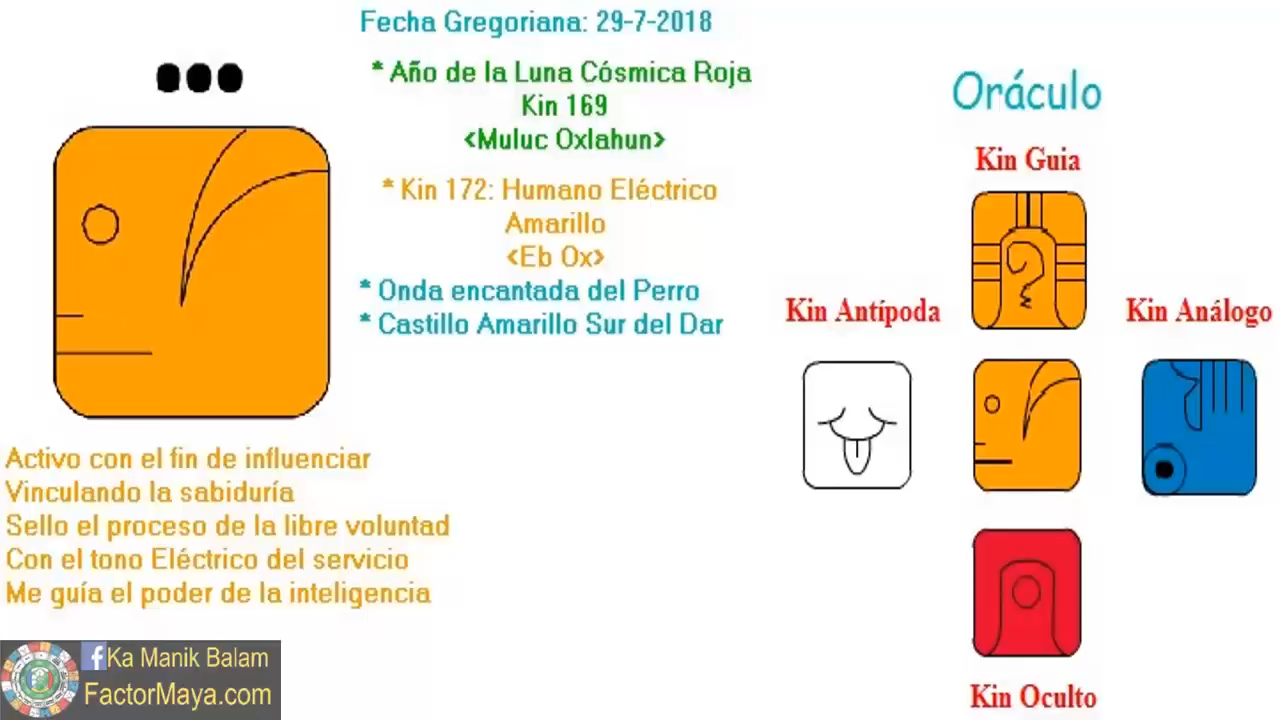 Fecha Gregoriana: 29-7-2018
* Año de la Luna Cósmica Roja
Kin 169
<Muluc Oxlahun>
* Kin 172: Humano Eléctrico
Amarillo
<Eb Ox>
* Onda encantada del Perro
* Castillo Amarillo Sur del Dar
Activo con el fin de influenciar
Vinculando la sabiduría
Sello el proceso de la libre voluntad
Con el tono Eléctrico del servicio
Me guía el poder de la inteligencia
Oráculo
Kin Guia
Kin Antípoda
Kin Análogo
Kin Oculto
f Ka Manik Balam
FactorMaya.com